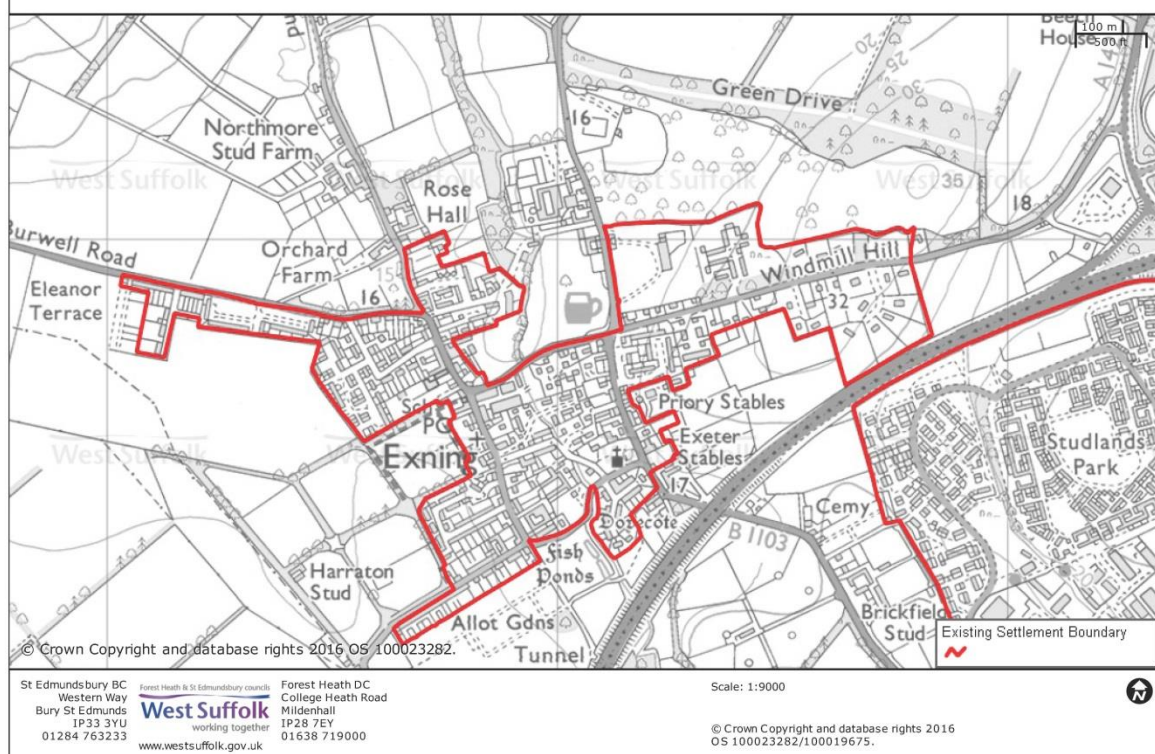 Beech
House
100 m
500 ft
A 14
20
25
30
Green Drive
16
Northmore
Stud Farm
West Suffolk
West Suffolk
West Suffolk
35
Rose
Hall
18
Burwell Road
Orchard
Farm
15
Windmill Hill
Eleanor
Terrace
16
32
Priory Stables
Sch
PC
Exning
West Suffolk
West Suffolk
West Suffolk
Exeter
Stables
Studlands
Park
17
Dovecote
Cemy
B 1103
Fish
Ponds
Harraton
Stud
Allot Gdns
Brickfield
Stud
Tunnel
Existing Settlement Boundary
© Crown Copyright and database rights 2016 OS 100023282.
St Edmundsbury BC
Western Way
Bury St Edmunds
IP33 3YU
01284 763233
Forest Heath & St Edmundsbury councils
West Suffolk
working together
www.westsuffolk.gov.uk
Forest Heath DC
College Heath Road
Mildenhall
IP28 7EY
01638 719000
Scale: 1:9000
© Crown Copyright and database rights 2016
OS 100023282/100019675.
N